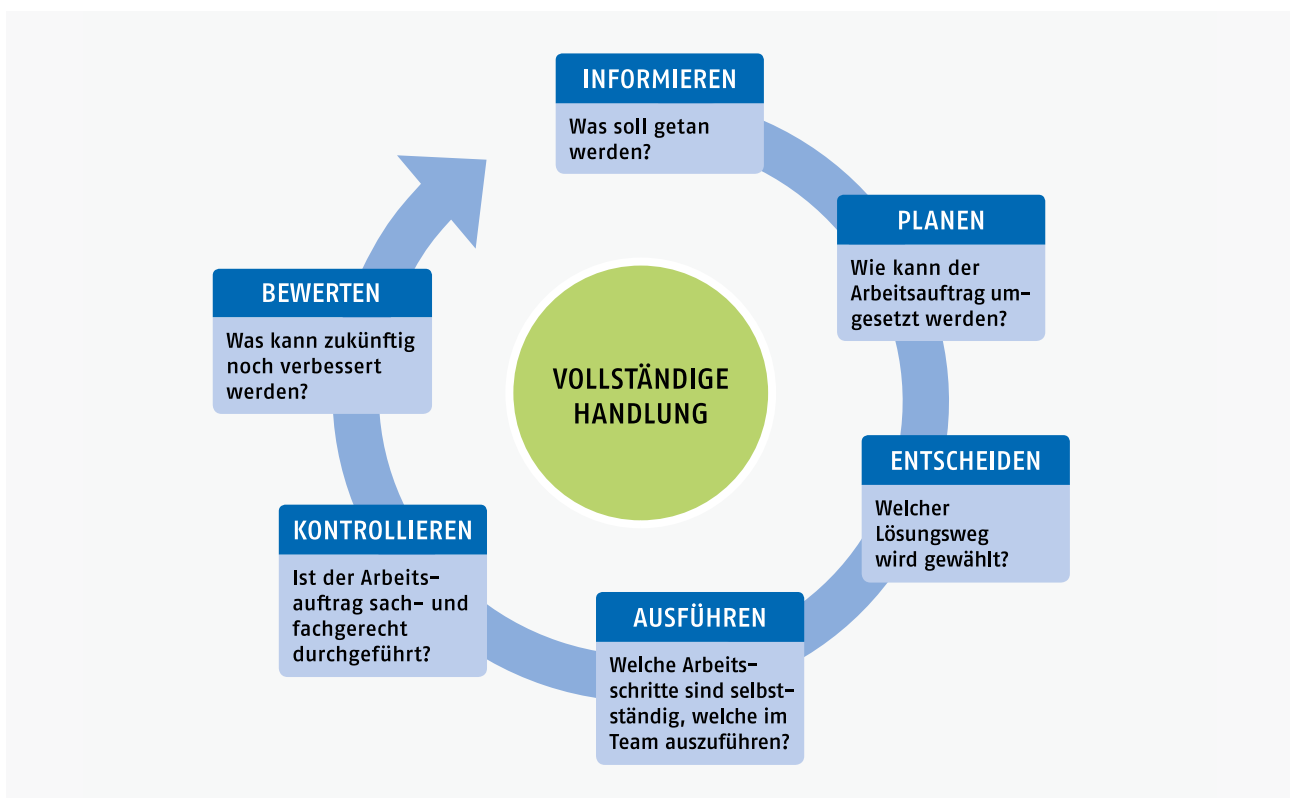 INFORMIEREN
Was soll getan
werden?
PLANEN
Wie kann der
Arbeitsauftrag um-
gesetzt werden?
ENTSCHEIDEN
Welcher
Lösungsweg
wird gewählt?
AUSFÜHREN
Welche Arbeits-
schritte sind selbst-
ständig, welche im
Team auszuführen?
KONTROLLIEREN
Ist der Arbeits-
auftrag sach- und
fachgerecht
durchgeführt?
BEWERTEN
Was kann zukünftig
noch verbessert
werden?
VOLLSTÄNDIGE
HANDLUNG